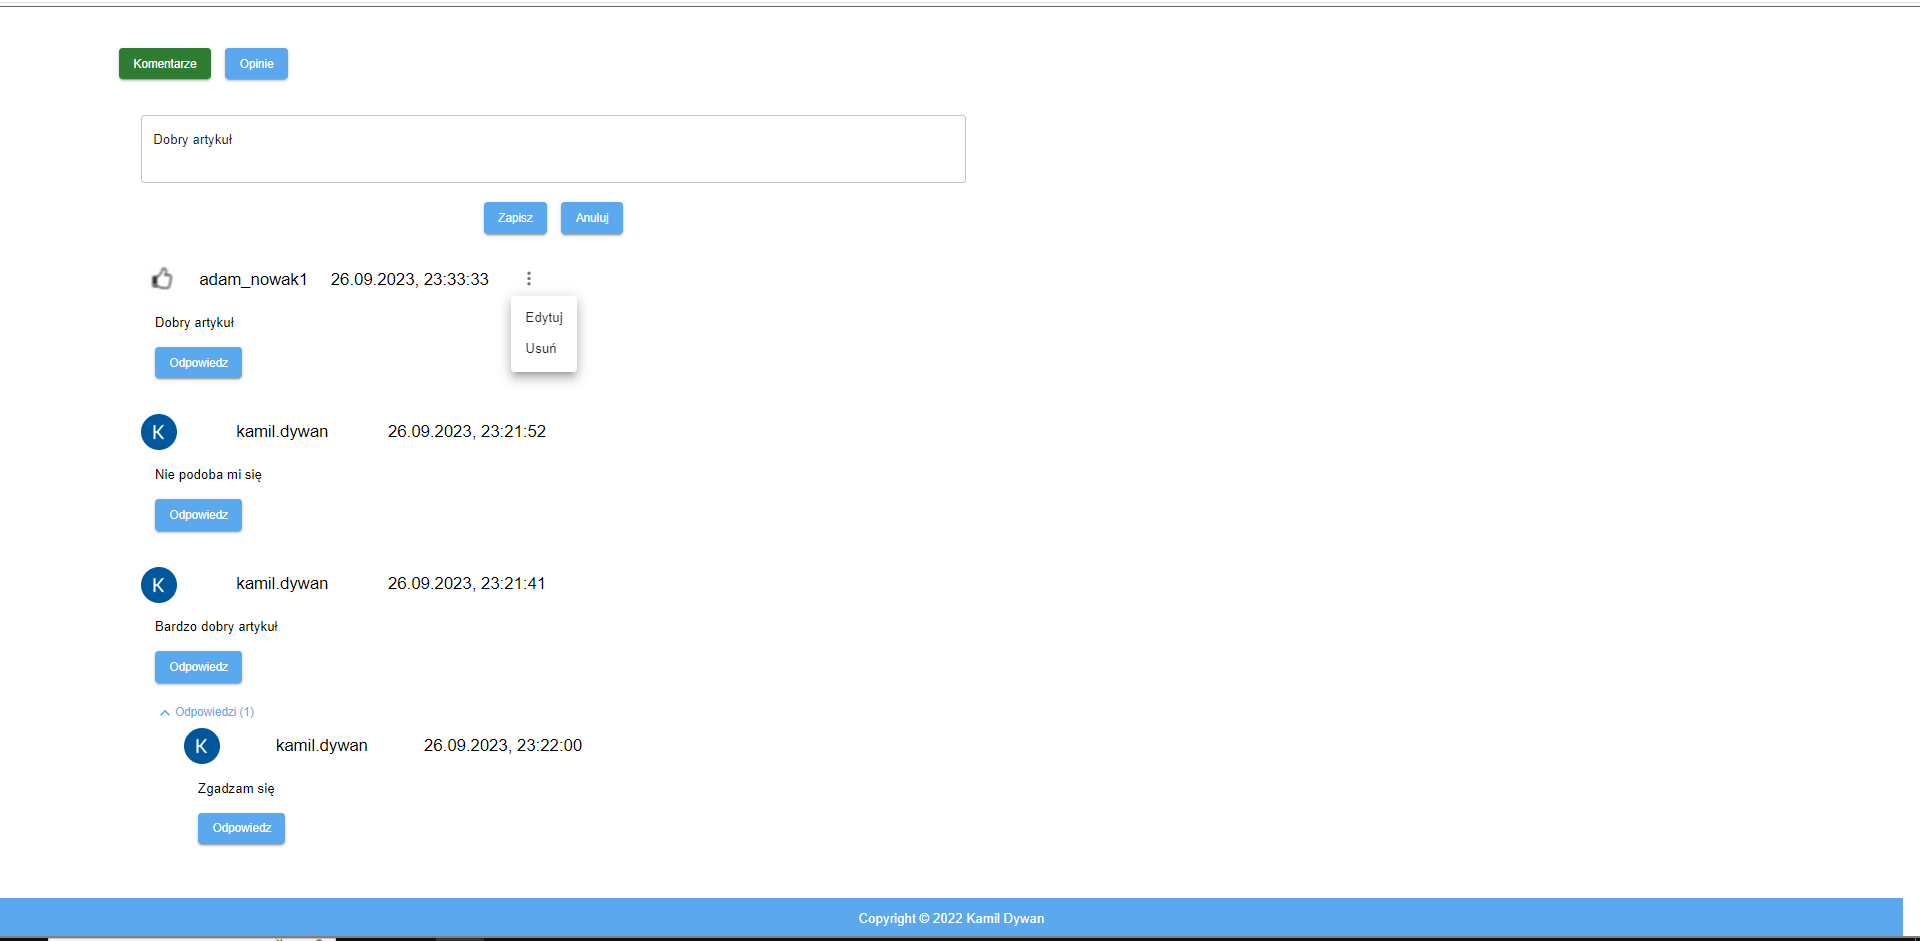 Komentarze Opinie
Dobry artykuł
Zapisz Anuluj
adam_nowak1 26.09.2023, 23:33:33
Edytuj
Dobry artykuł
Usuń
Odpowiedz
K kamil.dywan 26.09.2023, 23:21:52
Nie podoba mi się
Odpowiedz
K kamil.dywan 26.09.2023, 23:21:41
Bardzo dobry artykuł
Odpowiedz
Odpowiedzi (1)
K kamil.dywan 26.09.2023, 23:22:00
Zgadzam się
Odpowiedz
Copyright © 2022 Kamil Dywan